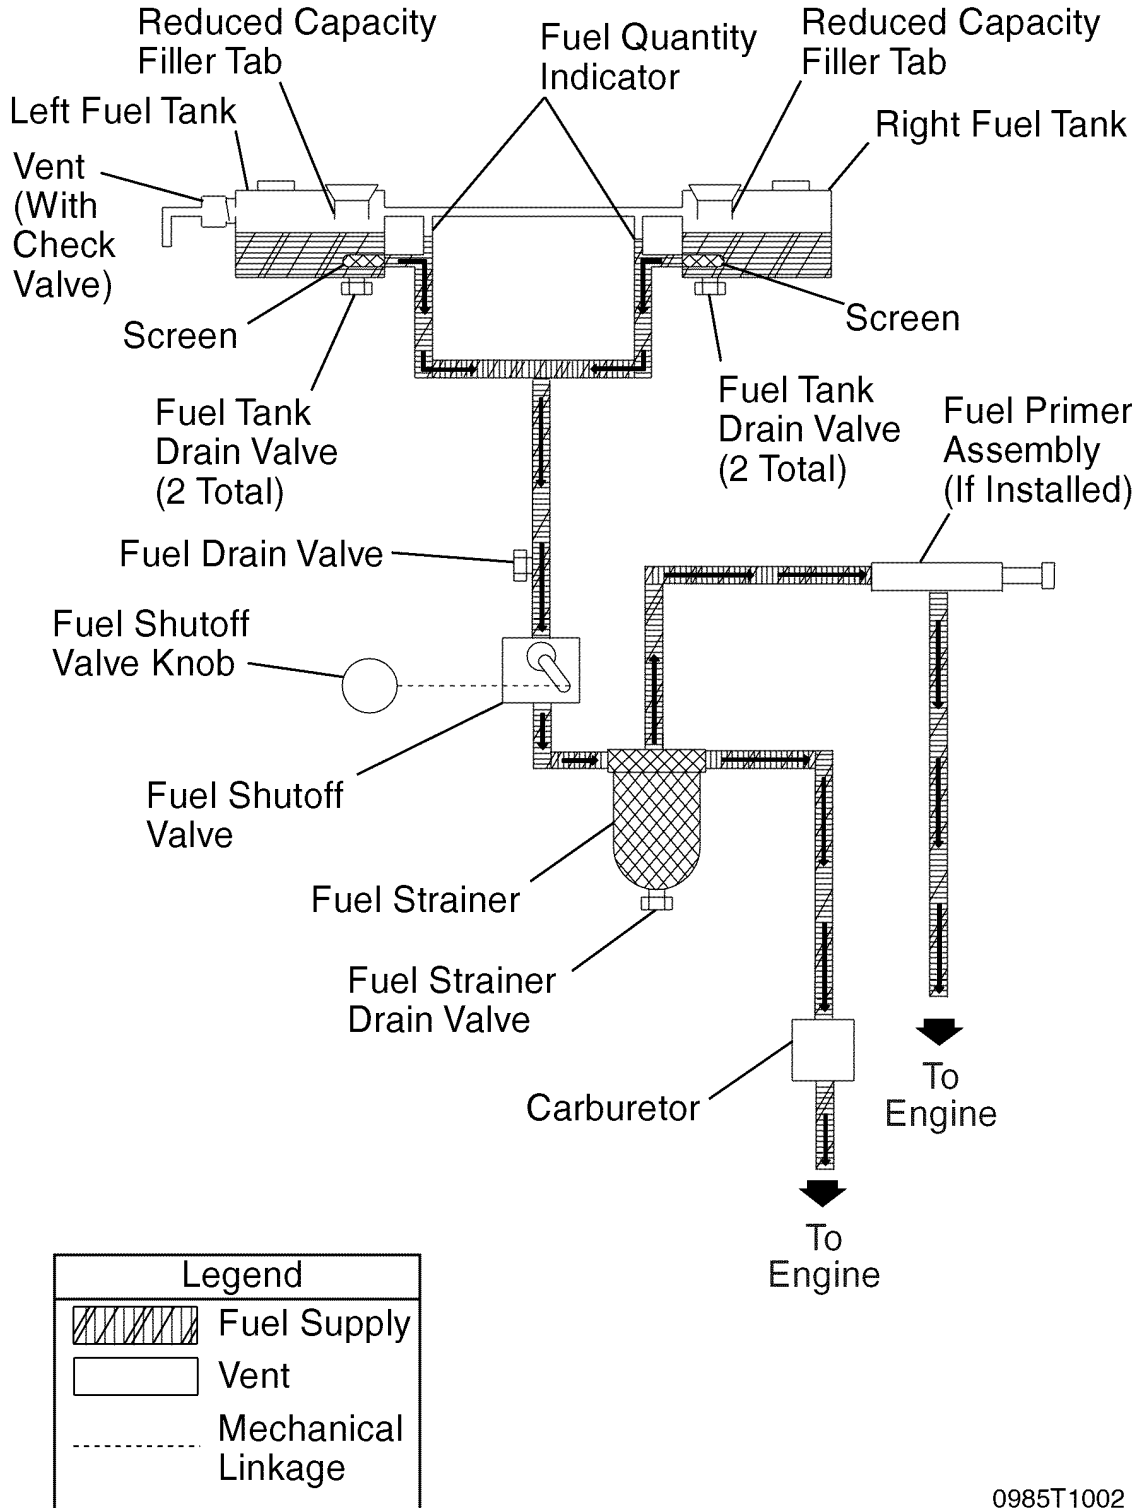 Reduced Capacity
Filler Tab
Fuel Quantity
Indicator
Reduced Capacity
Filler Tab
Left Fuel Tank
Right Fuel Tank
Vent
(With
Check
Valve)
Screen
Screen
Fuel Tank
Drain Valve
(2 Total)
Fuel Tank
Drain Valve
(2 Total)
Fuel Primer
Assembly
(If Installed)
Fuel Drain Valve
Fuel Shutoff
Valve Knob
Fuel Shutoff
Valve
Fuel Strainer
Fuel Strainer
Drain Valve
Carburetor
To
Engine
To
Engine
Legend
Fuel Supply
Vent
Mechanical
Linkage
0985T1002